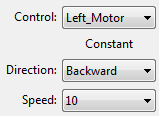 Control: Left_Motor
Constant
Direction: Backward
Speed: 10